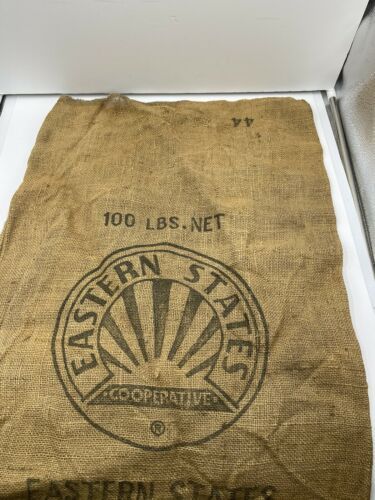 44
100 LBS. NET
EASTERN STATES
COOPERATIVE
®
EASTERN STATES